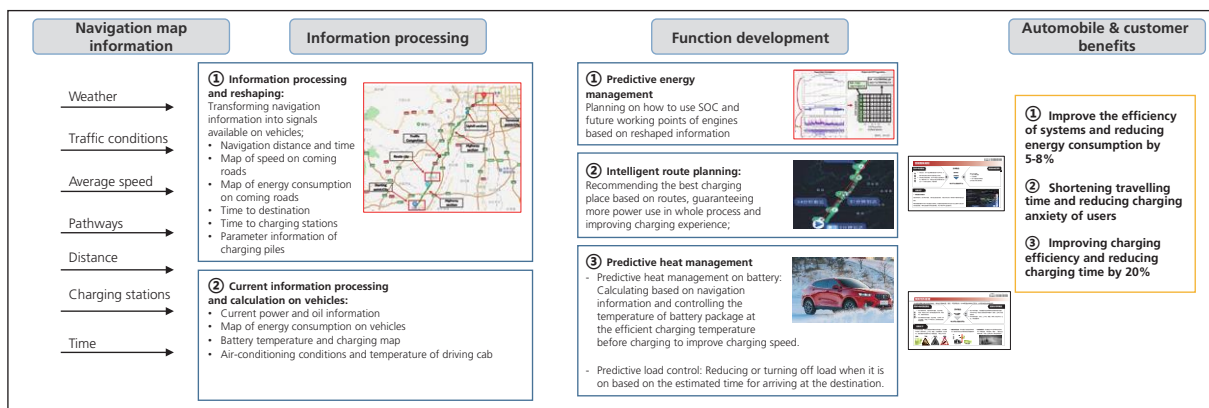 Navigation map
information
Information processing
Function development
Automobile & customer
benefits
Weather
Traffic conditions
Average speed
Pathways
Distance
Charging stations
Time
① Information processing
and reshaping:
Transforming navigation
information into signals
available on vehicles;
• Navigation distance and time
• Map of speed on coming
roads
• Map of energy consumption
on coming roads
• Time to destination
• Time to charging stations
• Parameter information of
charging piles
② Current information processing
and calculation on vehicles:
• Current power and oil information
• Map of energy consumption on vehicles
• Battery temperature and charging map
• Air-conditioning conditions and temperature of driving cab
① Predictive energy
management
Planning on how to use SOC and
future working points of engines
based on reshaped information
② Intelligent route planning:
Recommending the best charging
place based on routes, guaranteeing
more power use in whole process and
improving charging experience;
③ Predictive heat management
- Predictive heat management on battery:
Calculating based on navigation
information and controlling the
temperature of battery package at
the efficient charging temperature
before charging to improve charging speed.
- Predictive load control: Reducing or turning off load when it is
on based on the estimated time for arriving at the destination.
① Improve the efficiency
of systems and reducing
energy consumption by
5-8%
② Shortening travelling
time and reducing charging
anxiety of users
③ Improving charging
efficiency and reducing
charging time by 20%